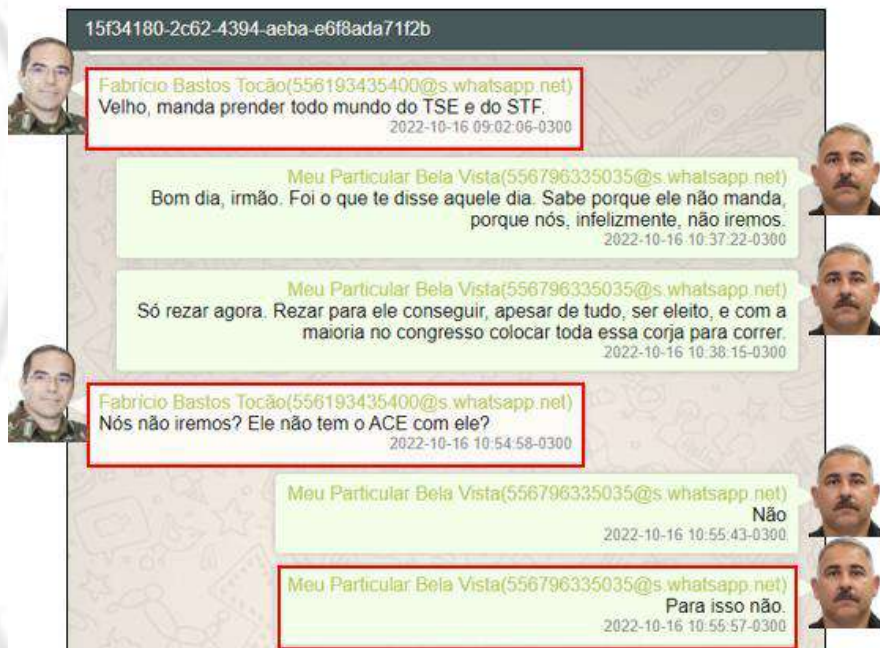 15f34180-2c62-4394-aeba-e6f8ada71f2b
Fabrício Bastos Tocão(556193435400@s.whatsapp.net)
Velho, manda prender todo mundo do TSE e do STF.
2022-10-16 09:02:06-0300
Meu Particular Bela Vista(556796335035@s.whatsapp.net)
Bom dia, irmão. Foi o que te disse aquele dia. Sabe porque ele não manda,
porque nós, infelizmente, não iremos.
2022-10-16 10:37:22-0300
Meu Particular Bela Vista(556796335035@s.whatsapp.net)
Só rezar agora. Rezar para ele conseguir, apesar de tudo, ser eleito, e com a
maioria no congresso colocar toda essa corja para correr.
2022-10-16 10:38:15-0300
Fabrício Bastos Tocão(556193435400@s.whatsapp.net)
Nós não iremos? Ele não tem o ACE com ele?
2022-10-16 10:54:58-0300
Meu Particular Bela Vista(556796335035@s.whatsapp.net)
Não
2022-10-16 10:55:43-0300
Meu Particular Bela Vista(556796335035@s.whatsapp.net)
Para isso não.
2022-10-16 10:55:57-0300